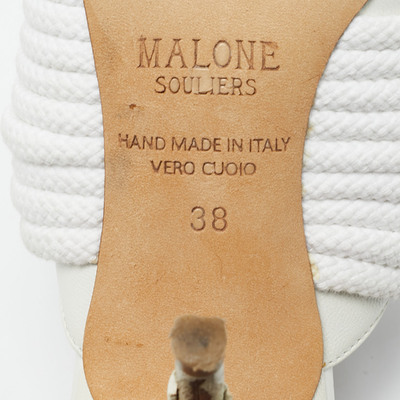 MALONE
SOULIERS
HAND MADE IN ITALY
VERO CUOIO
38